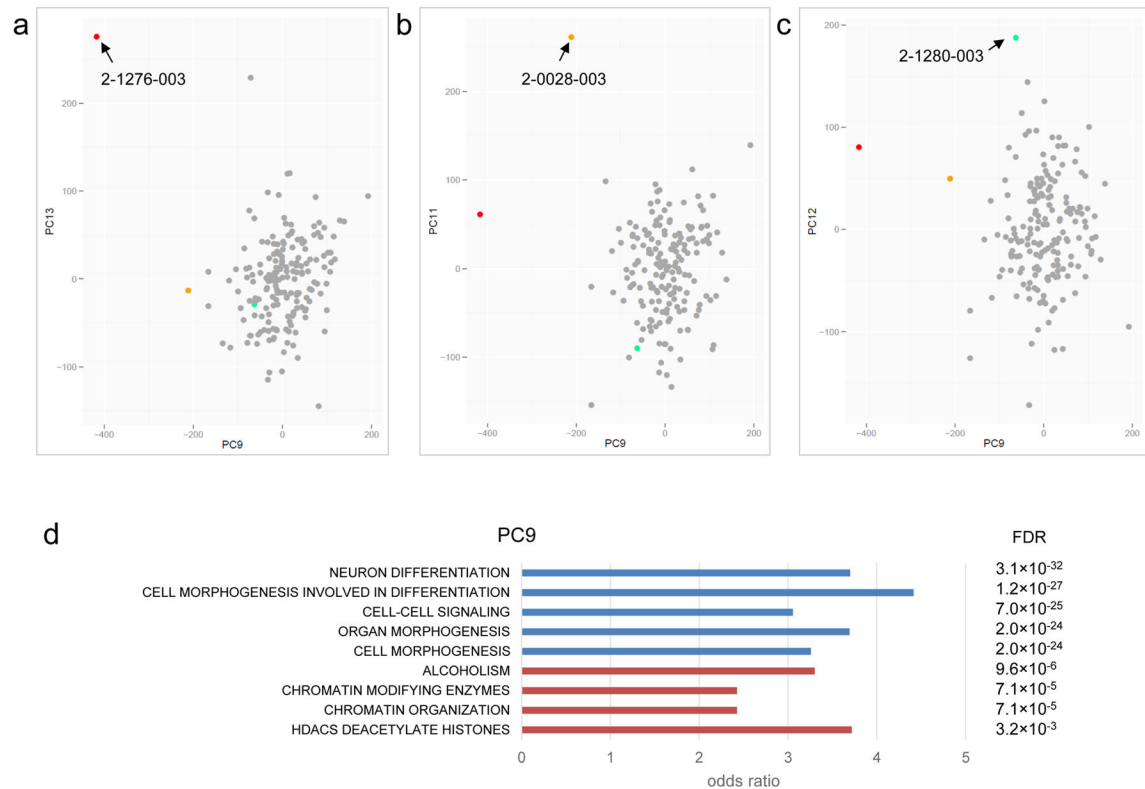 a
2-1276-003
200
100
0
−100
PC13
−400
−200
0
200
PC9
b
2-0028-003
200
100
0
−100
PC11
−400
−200
0
200
PC9
c
2-1280-003
200
100
0
−100
PC12
−400
−200
0
200
PC9
d
PC9
FDR
NEURON DIFFERENTIATION 3.1×10-32
CELL MORPHOGENESIS INVOLVED IN DIFFERENTIATION 1.2×10-27
CELL-CELL SIGNALING 7.0×10-25
ORGAN MORPHOGENESIS 2.0×10-24
CELL MORPHOGENESIS 2.0×10-24
ALCOHOLISM 9.6×10-6
CHROMATIN MODIFYING ENZYMES 7.1×10-5
CHROMATIN ORGANIZATION 7.1×10-5
HDACS DEACETYLATE HISTONES 3.2×10-3
0 1 2 3 4 5
odds ratio